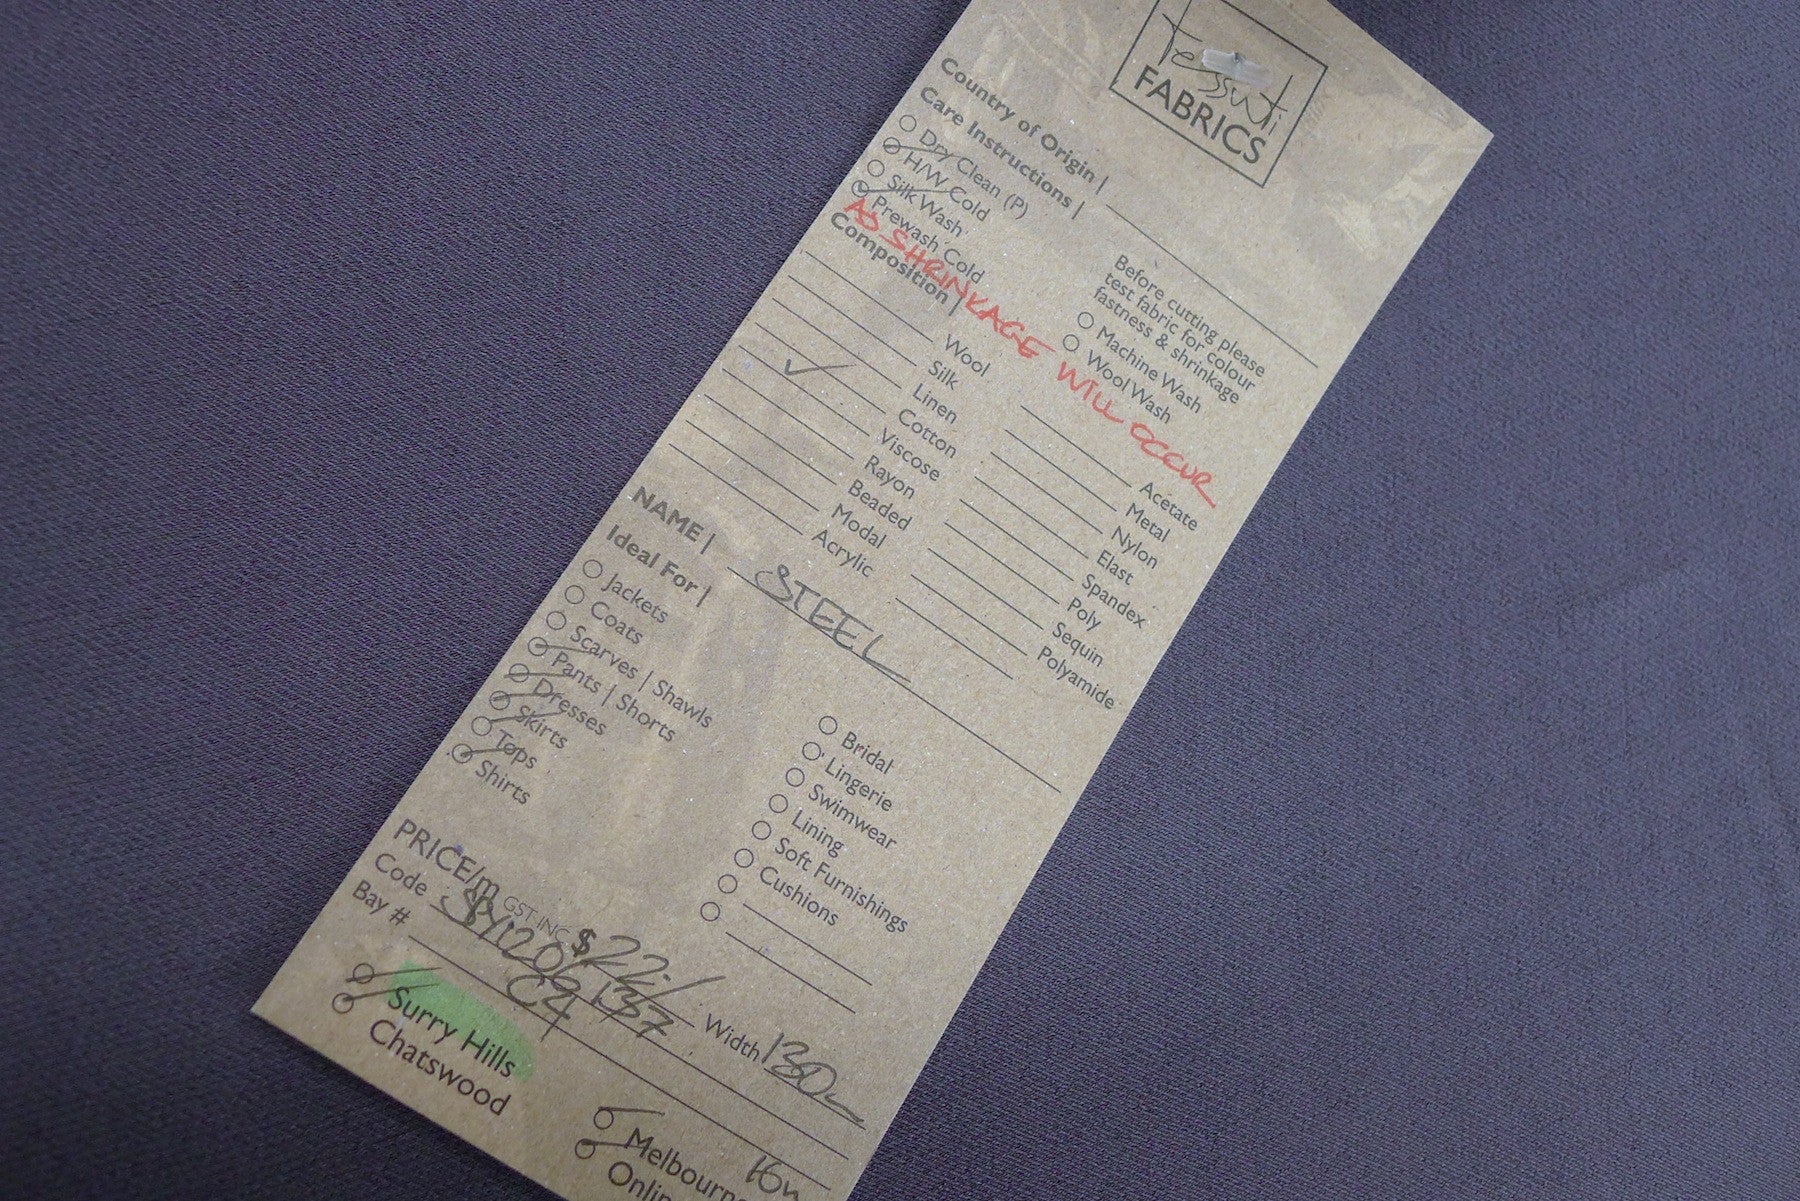 Tessuti
FABRICS
Country of Origin |
Care Instructions |
Dry Clean (P)
H/W Cold
Silk Wash
Prewash Cold
Before cutting please
test fabric for colour
fastness & shrinkage
Machine Wash
Wool Wash
AS SHRINKAGE WILL OCCUR
Composition |
Wool
Silk
Linen
Cotton
Viscose
Rayon
Beaded
Modal
Acrylic
Acetate
Metal
Nylon
Elast
Spandex
Poly
Sequin
Polyamide
NAME | STEEL
Ideal For |
Jackets
Coats
Scarves | Shawls
Pants | Shorts
Dresses
Skirts
Tops
Shirts
Bridal
Lingerie
Swimwear
Lining
Soft Furnishings
Cushions
PRICE/m GST INC $22.
Code Width 130
Bay # C4
Surry Hills
Chatswood
16m